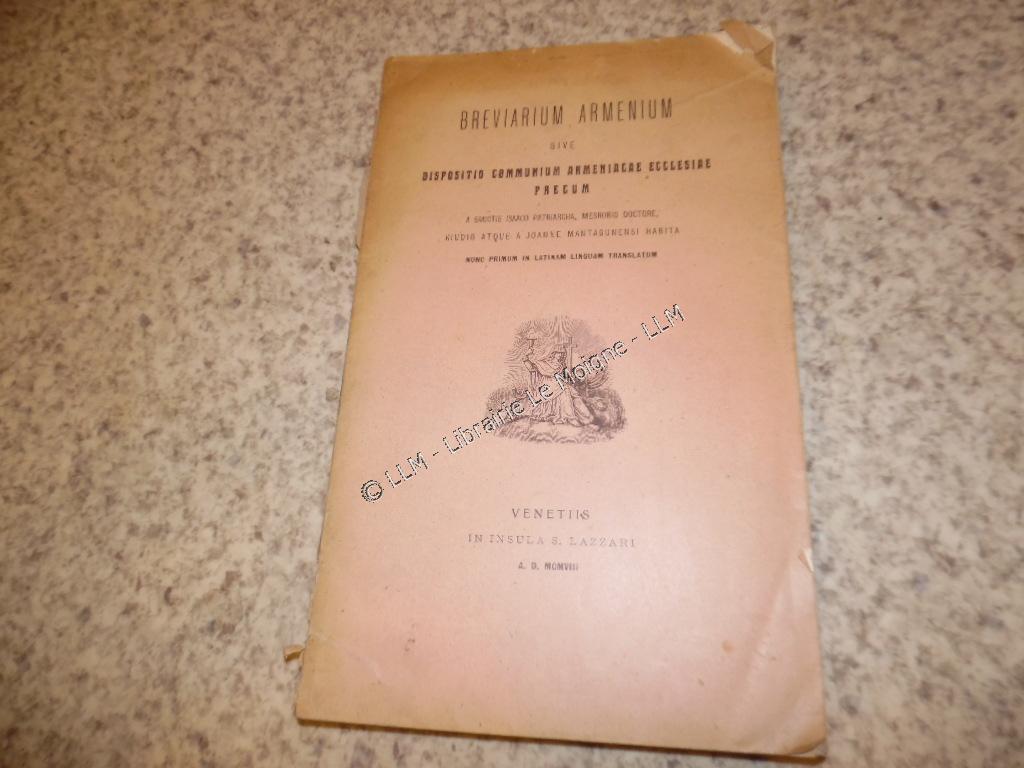 BREVIARIUM ARMENIUM
SIVE
DISPOSITIO COMMUNIUM ARMENIACAE ECCLESIAE
PRECUM
A SANCTIS ISAACO PATRIARCHA, MESROBIO DOCTORE,
KIUDIO ATQUE A JOANNE MANTAGUNENSI HABITA
NUNC PRIMUM IN LATINAM LINGUAM TRANSLATUM
© LLM - Librairie Le Moigne - LLM
VENETIIS
IN INSULA S. LAZZARI
A. D. MCMVIII